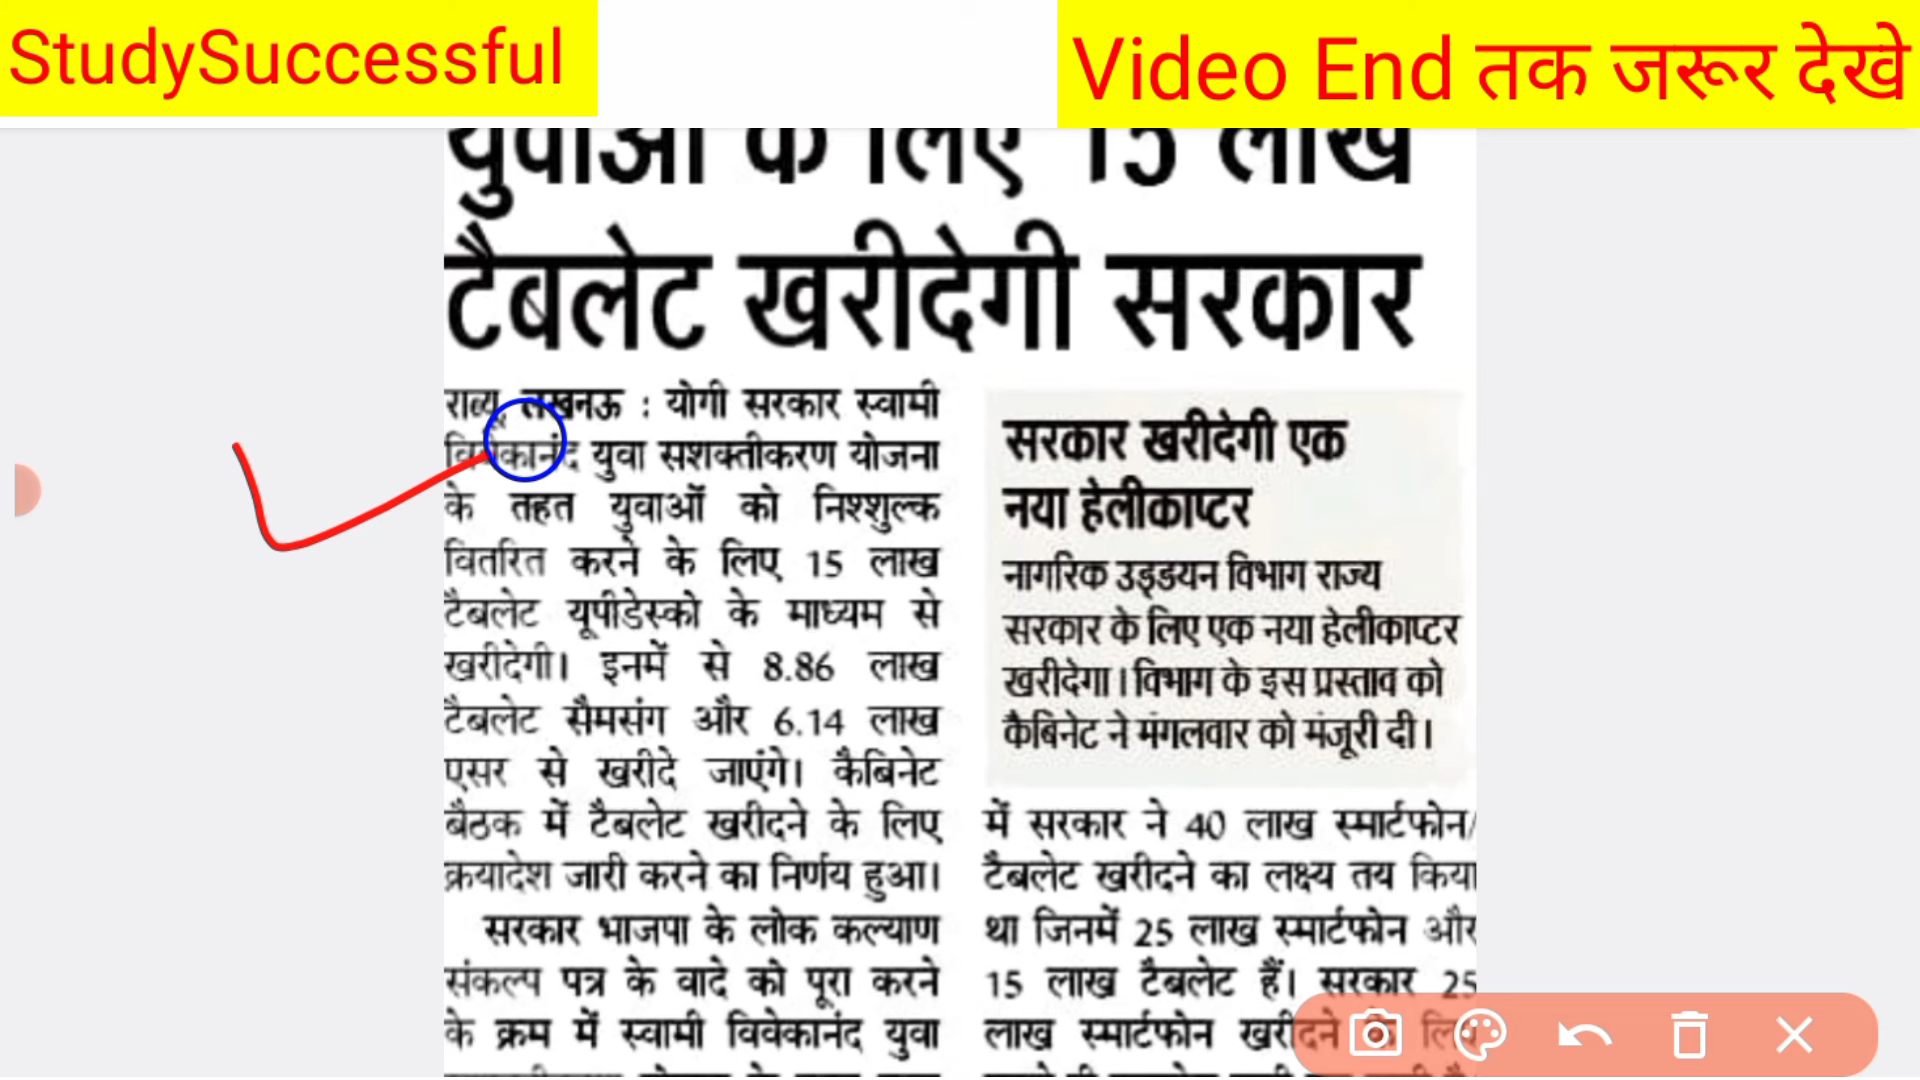 StudySuccessful
Video End तक जरूर देखे
युवाओं के लिए 15 लाख
टैबलेट खरीदेगी सरकार
राब्यू, लखनऊ : योगी सरकार स्वामी
विवेकानंद युवा सशक्तीकरण योजना
के तहत युवाओं को निश्शुल्क
वितरित करने के लिए 15 लाख
टैबलेट यूपीडेस्को के माध्यम से
खरीदेगी। इनमें से 8.86 लाख
टैबलेट सैमसंग और 6.14 लाख
एसर से खरीदे जाएंगे। कैबिनेट
बैठक में टैबलेट खरीदने के लिए
क्रयादेश जारी करने का निर्णय हुआ।
सरकार भाजपा के लोक कल्याण
संकल्प पत्र के वादे को पूरा करने
के क्रम में स्वामी विवेकानंद युवा
सरकार खरीदेगी एक
नया हेलीकाप्टर
नागरिक उड्डयन विभाग राज्य
सरकार के लिए एक नया हेलीकाप्टर
खरीदेगा। विभाग के इस प्रस्ताव को
कैबिनेट ने मंगलवार को मंजूरी दी।
में सरकार ने 40 लाख स्मार्टफोन/
टैबलेट खरीदने का लक्ष्य तय किया
था जिनमें 25 लाख स्मार्टफोन और
15 लाख टैबलेट हैं। सरकार 25
लाख स्मार्टफोन खरीदने के लिए